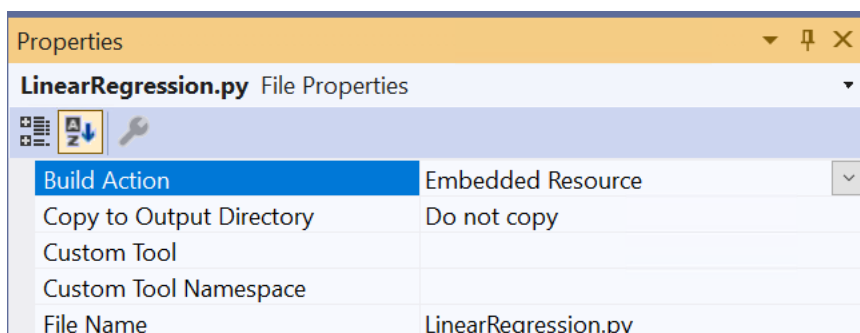 Properties
LinearRegression.py File Properties
Build Action Embedded Resource
Copy to Output Directory Do not copy
Custom Tool
Custom Tool Namespace
File Name LinearRegression.py